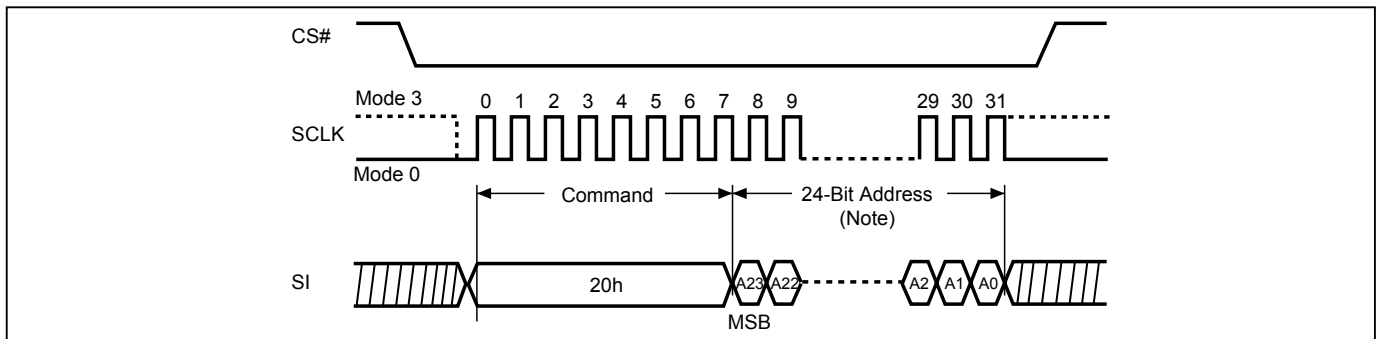 CS#
Mode 3
0 1 2 3 4 5 6 7 8 9 29 30 31
SCLK
Mode 0
Command
24-Bit Address
(Note)
SI
20h
A23 A22 A2 A1 A0
MSB